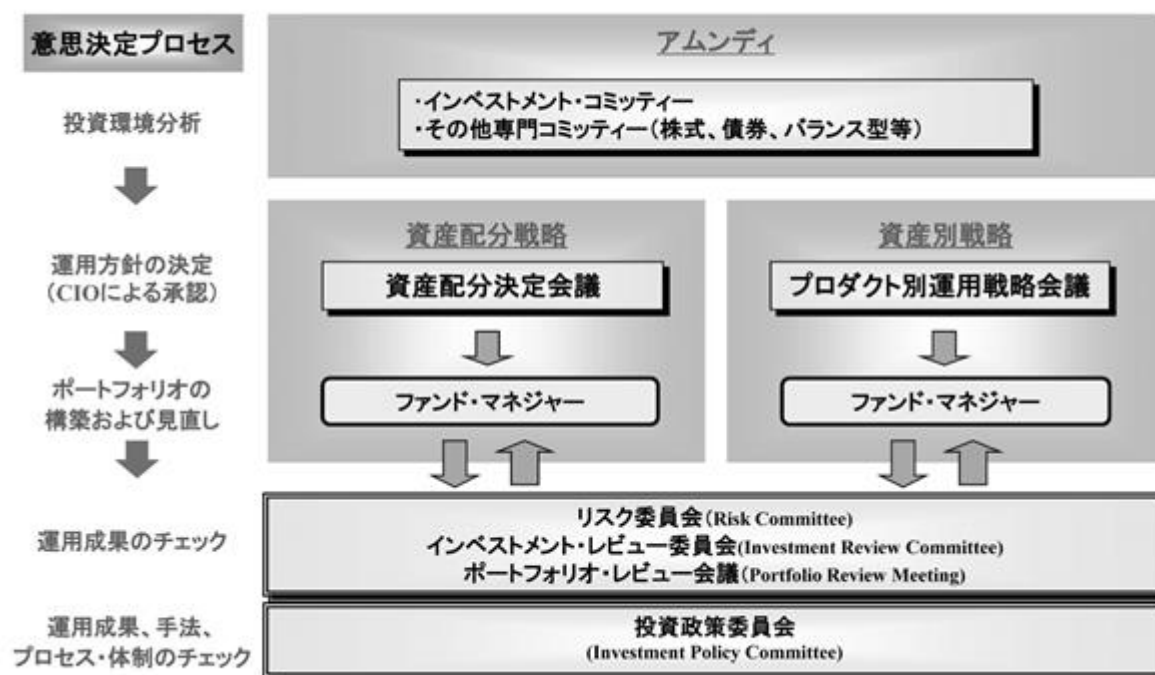 意思決定プロセス
アムンディ
投資環境分析
・インベストメント・コミッティー
・その他専門コミッティー(株式、債券、バランス型等)
運用方針の決定
(CIOによる承認)
資産配分戦略
資産配分決定会議
資産別戦略
プロダクト別運用戦略会議
ポートフォリオの
構築および見直し
ファンド・マネジャー
ファンド・マネジャー
運用成果のチェック
リスク委員会(Risk Committee)
インベストメント・レビュー委員会(Investment Review Committee)
ポートフォリオ・レビュー会議(Portfolio Review Meeting)
運用成果、手法、
プロセス・体制のチェック
投資政策委員会
(Investment Policy Committee)